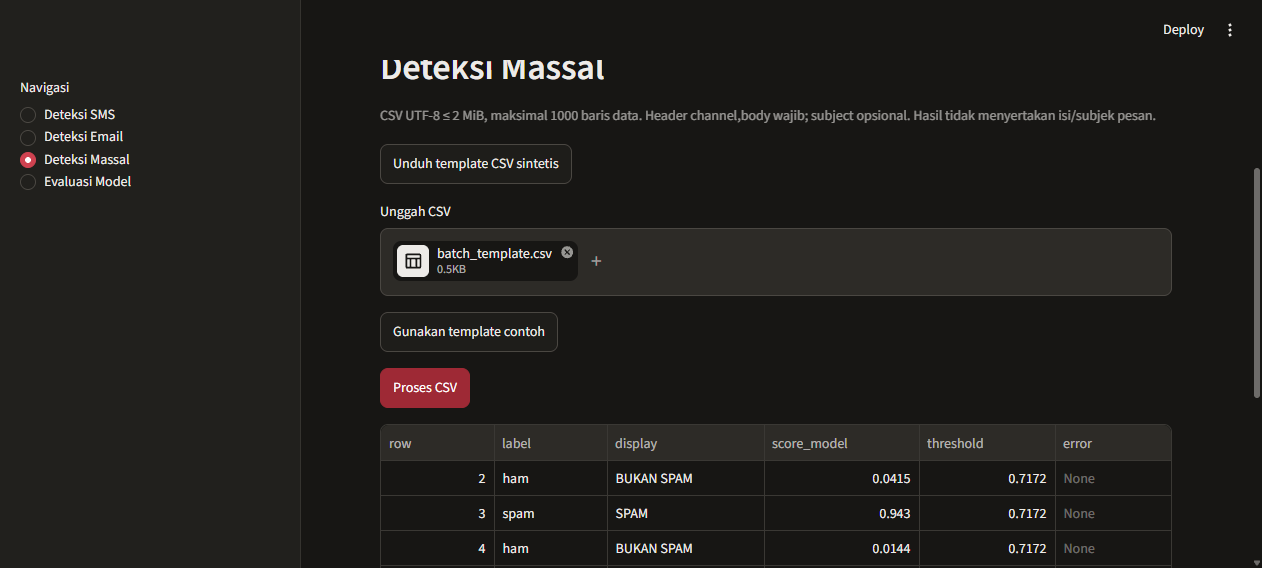 Deploy
Navigasi
Deteksi SMS
Deteksi Email
Deteksi Massal
Evaluasi Model
Deteksi Massal
CSV UTF-8 ≤ 2 MiB, maksimal 1000 baris data. Header channel,body wajib; subject opsional. Hasil tidak menyertakan isi/subjek pesan.
Unduh template CSV sintetis
Unggah CSV
batch_template.csv
0.5KB
Gunakan template contoh
Proses CSV
row label display score_model threshold error
2 ham BUKAN SPAM 0.0415 0.7172 None
3 spam SPAM 0.943 0.7172 None
4 ham BUKAN SPAM 0.0144 0.7172 None